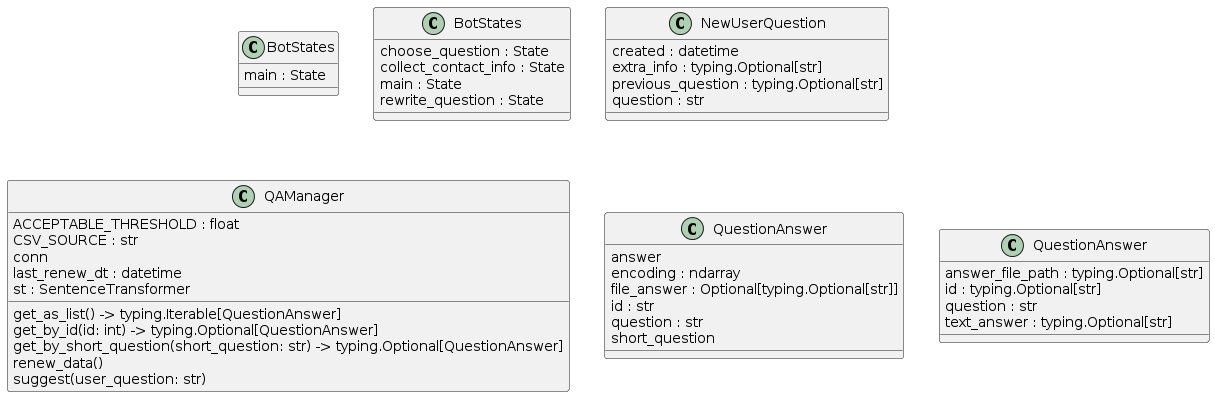 C BotStates
main : State
C BotStates
choose_question : State
collect_contact_info : State
main : State
rewrite_question : State
C NewUserQuestion
created : datetime
extra_info : typing.Optional[str]
previous_question : typing.Optional[str]
question : str
C QAManager
ACCEPTABLE_THRESHOLD : float
CSV_SOURCE : str
conn
last_renew_dt : datetime
st : SentenceTransformer
get_as_list() -> typing.Iterable[QuestionAnswer]
get_by_id(id: int) -> typing.Optional[QuestionAnswer]
get_by_short_question(short_question: str) -> typing.Optional[QuestionAnswer]
renew_data()
suggest(user_question: str)
C QuestionAnswer
answer
encoding : ndarray
file_answer : Optional[typing.Optional[str]]
id : str
question : str
short_question
C QuestionAnswer
answer_file_path : typing.Optional[str]
id : typing.Optional[str]
question : str
text_answer : typing.Optional[str]